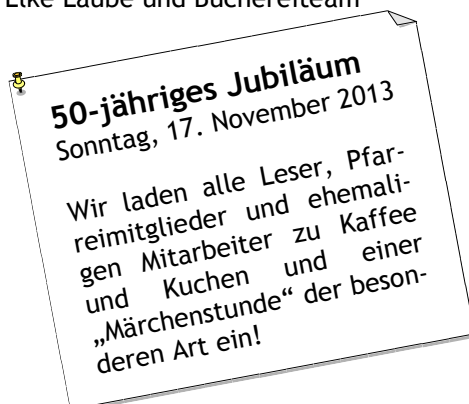 Elke Laube und Büchereiteam
50-jähriges Jubiläum
Sonntag, 17. November 2013
Wir laden alle Leser, Pfar-
reimitglieder und ehemali-
gen Mitarbeiter zu Kaffee
und Kuchen und einer
„Märchenstunde“ der beson-
deren Art ein!